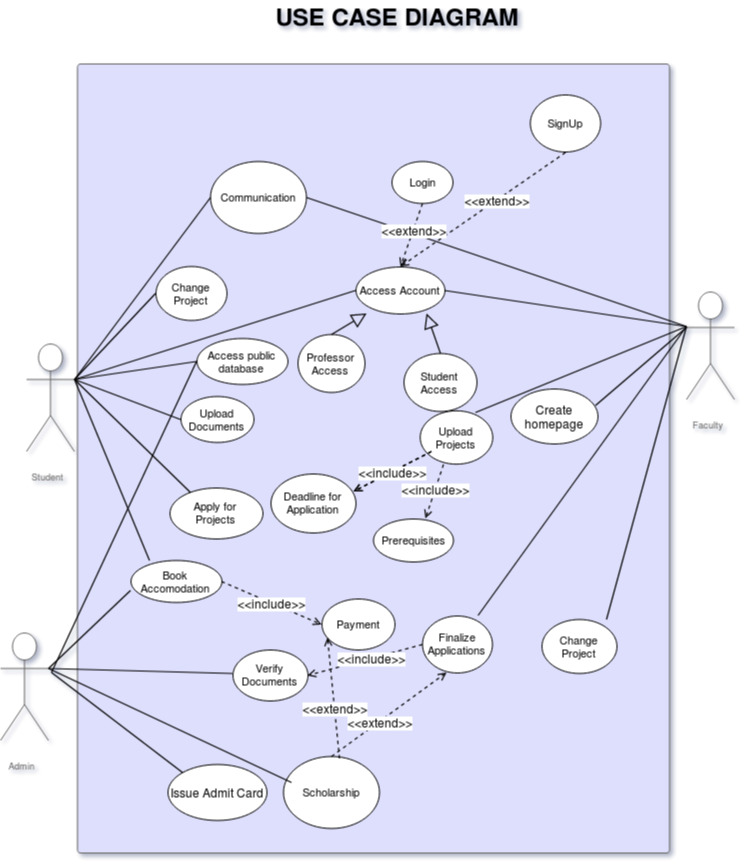 USE CASE DIAGRAM
SignUp
Login
Communication
<<extend>>
<<extend>>
Change
Project
Access Account
Access public
database
Professor
Access
Student
Access
Upload
Documents
Create
homepage
Faculty
Upload
Projects
Student
<<include>>
<<include>>
Deadline for
Application
Apply for
Projects
Prerequisites
Book
Accomodation
<<include>>
Payment
Finalize
Applications
Change
Project
<<include>>
Verify
Documents
<<extend>>
<<extend>>
Admin
Issue Admit Card
Scholarship